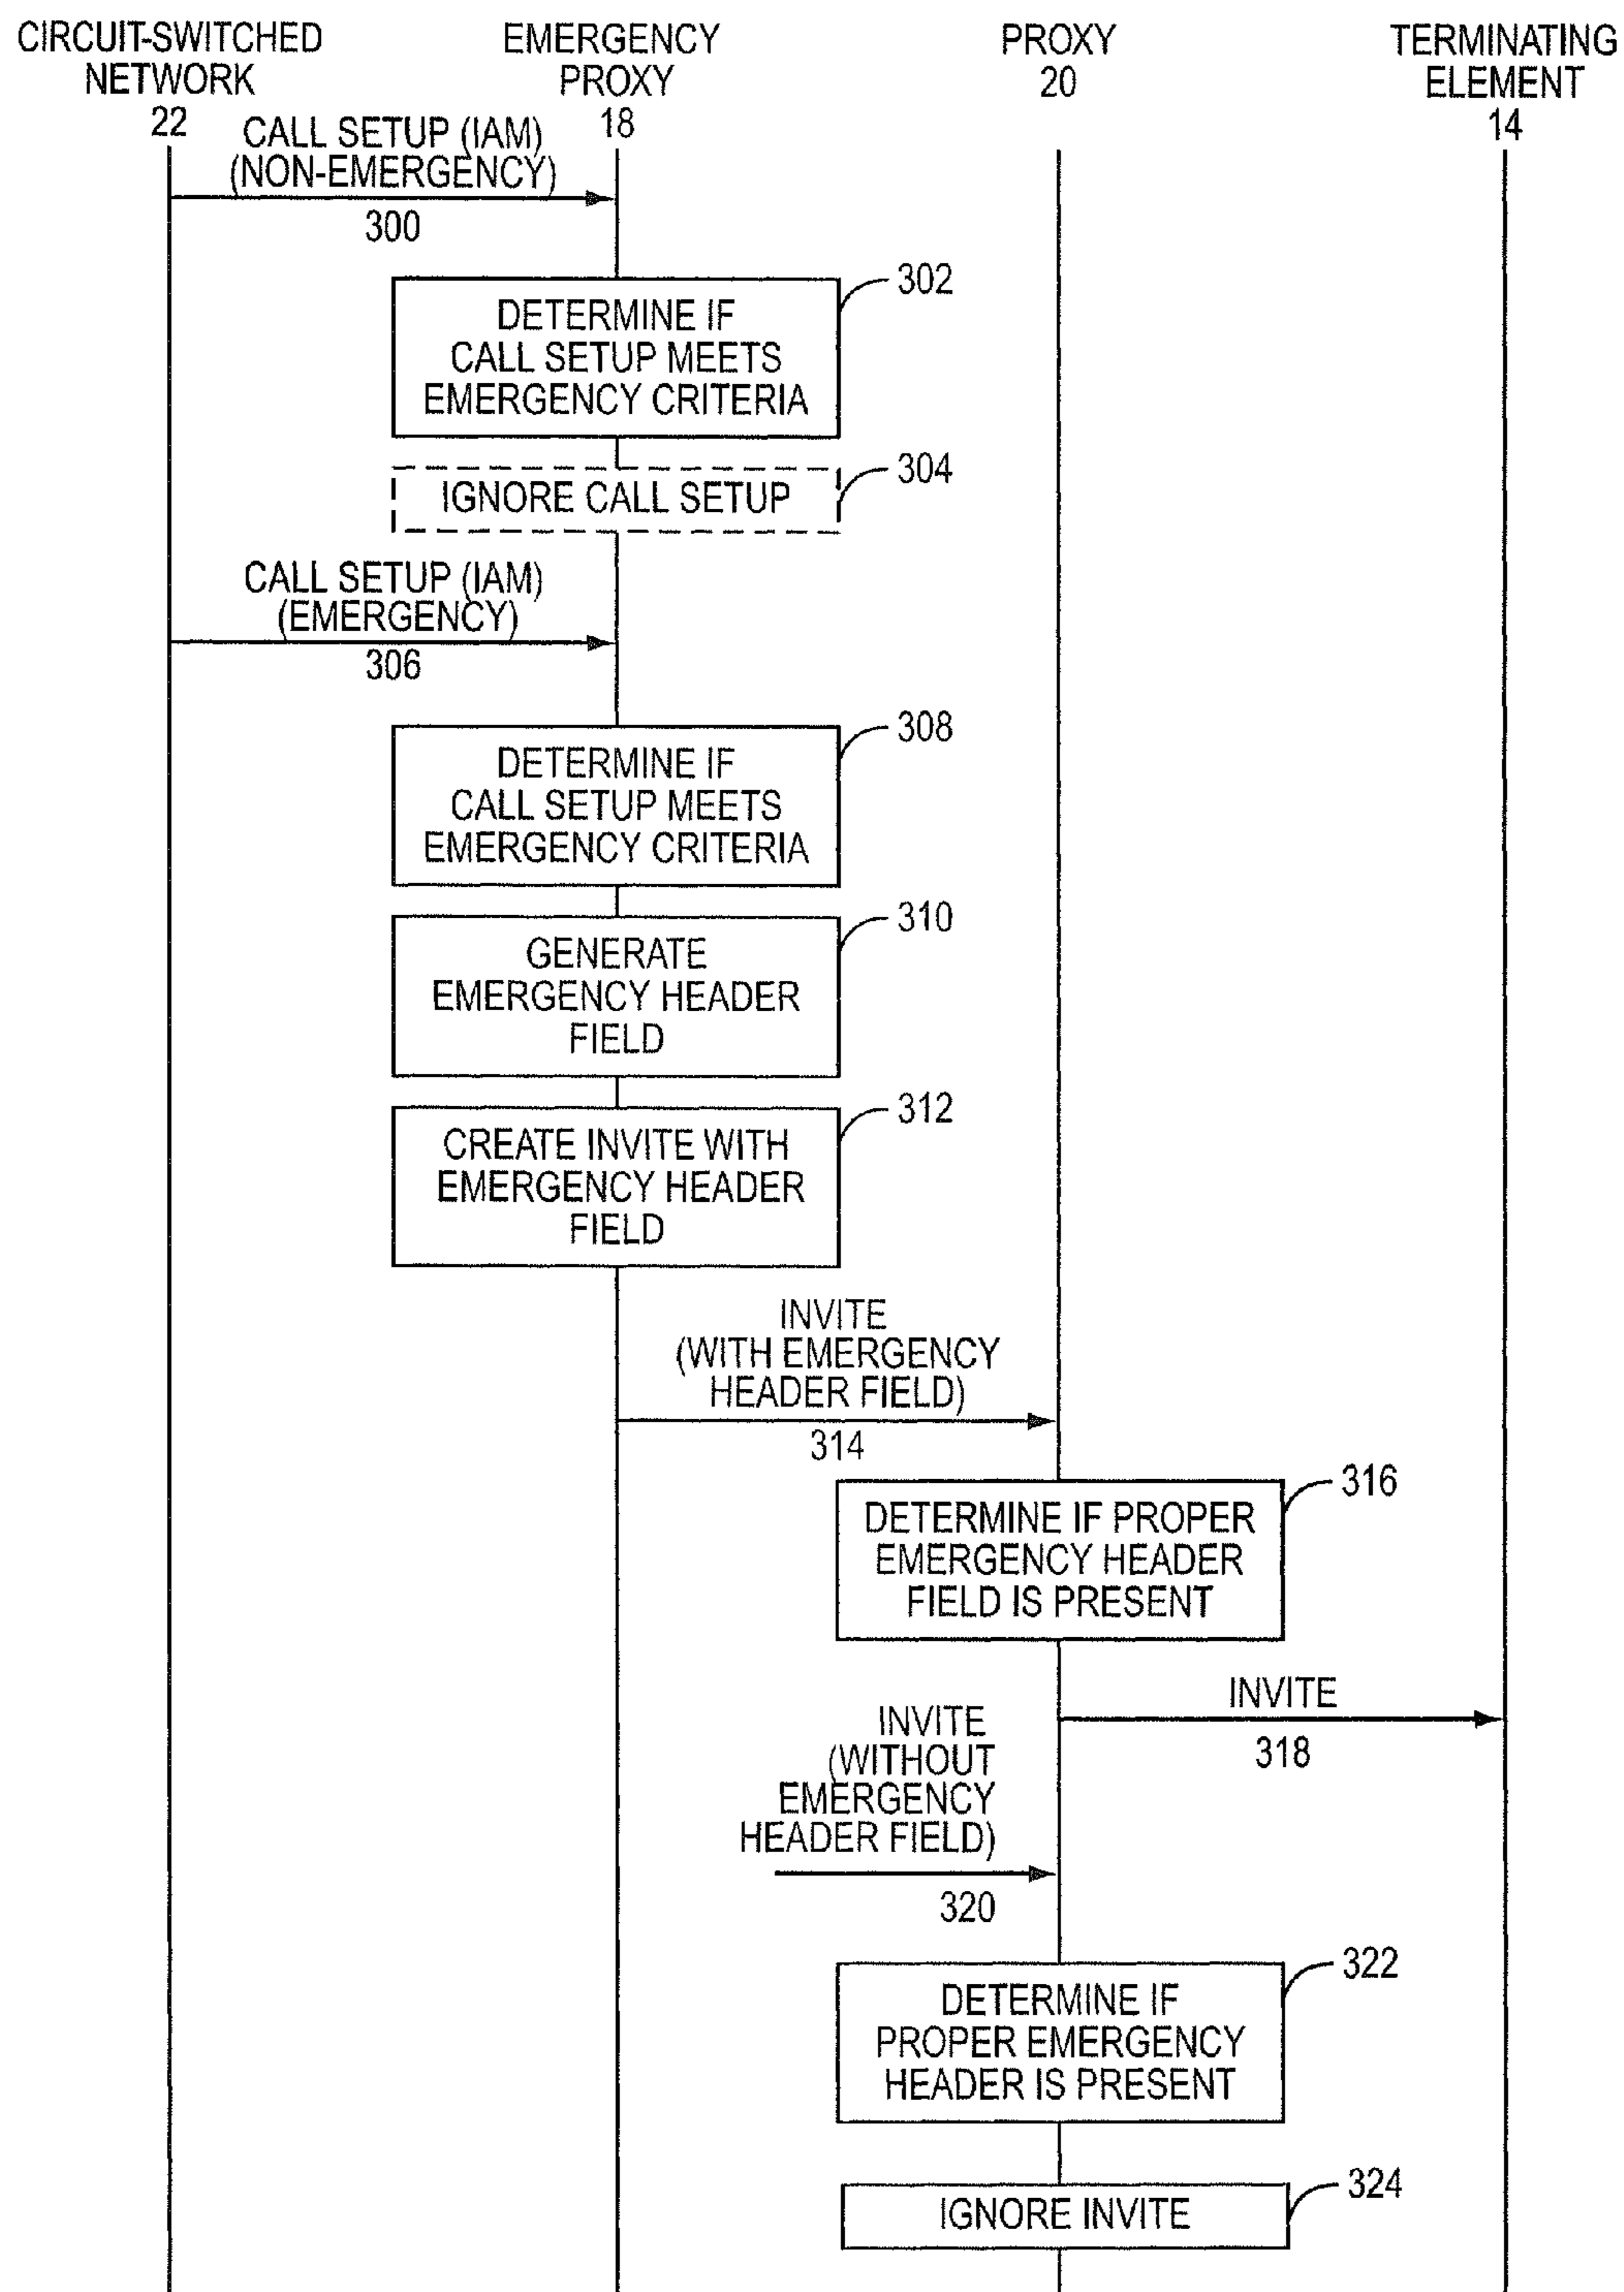 CIRCUIT-SWITCHED
NETWORK
22
EMERGENCY
PROXY
18
PROXY
20
TERMINATING
ELEMENT
14
CALL SETUP (IAM)
(NON-EMERGENCY)
300
302
DETERMINE IF
CALL SETUP MEETS
EMERGENCY CRITERIA
304
IGNORE CALL SETUP
CALL SETUP (IAM)
(EMERGENCY)
306
308
DETERMINE IF
CALL SETUP MEETS
EMERGENCY CRITERIA
310
GENERATE
EMERGENCY HEADER
FIELD
312
CREATE INVITE WITH
EMERGENCY HEADER
FIELD
INVITE
(WITH EMERGENCY
HEADER FIELD)
314
316
DETERMINE IF PROPER
EMERGENCY HEADER
FIELD IS PRESENT
INVITE
318
INVITE
(WITHOUT
EMERGENCY
HEADER FIELD)
320
322
DETERMINE IF
PROPER EMERGENCY
HEADER IS PRESENT
324
IGNORE INVITE